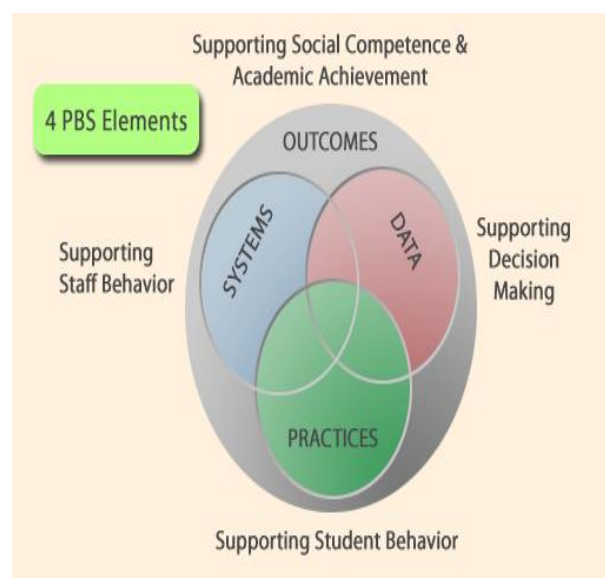 Supporting Social Competence &
Academic Achievement
4 PBS Elements
OUTCOMES
SYSTEMS
DATA
Supporting
Staff Behavior
Supporting
Decision
Making
PRACTICES
Supporting Student Behavior